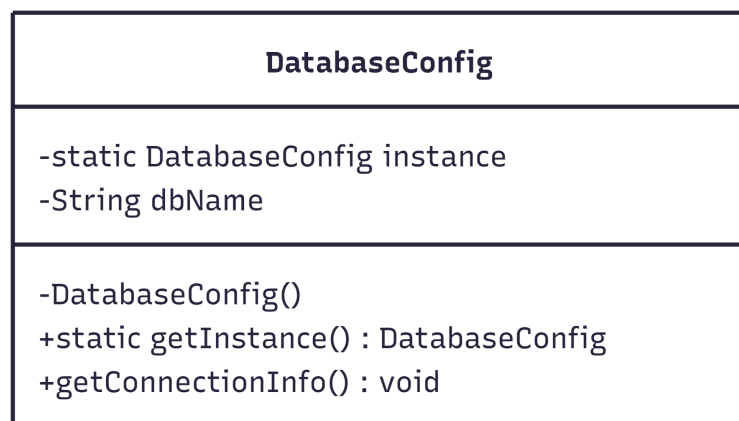 DatabaseConfig
-static DatabaseConfig instance
-String dbName
-DatabaseConfig()
+static getInstance() : DatabaseConfig
+getConnectionInfo() : void